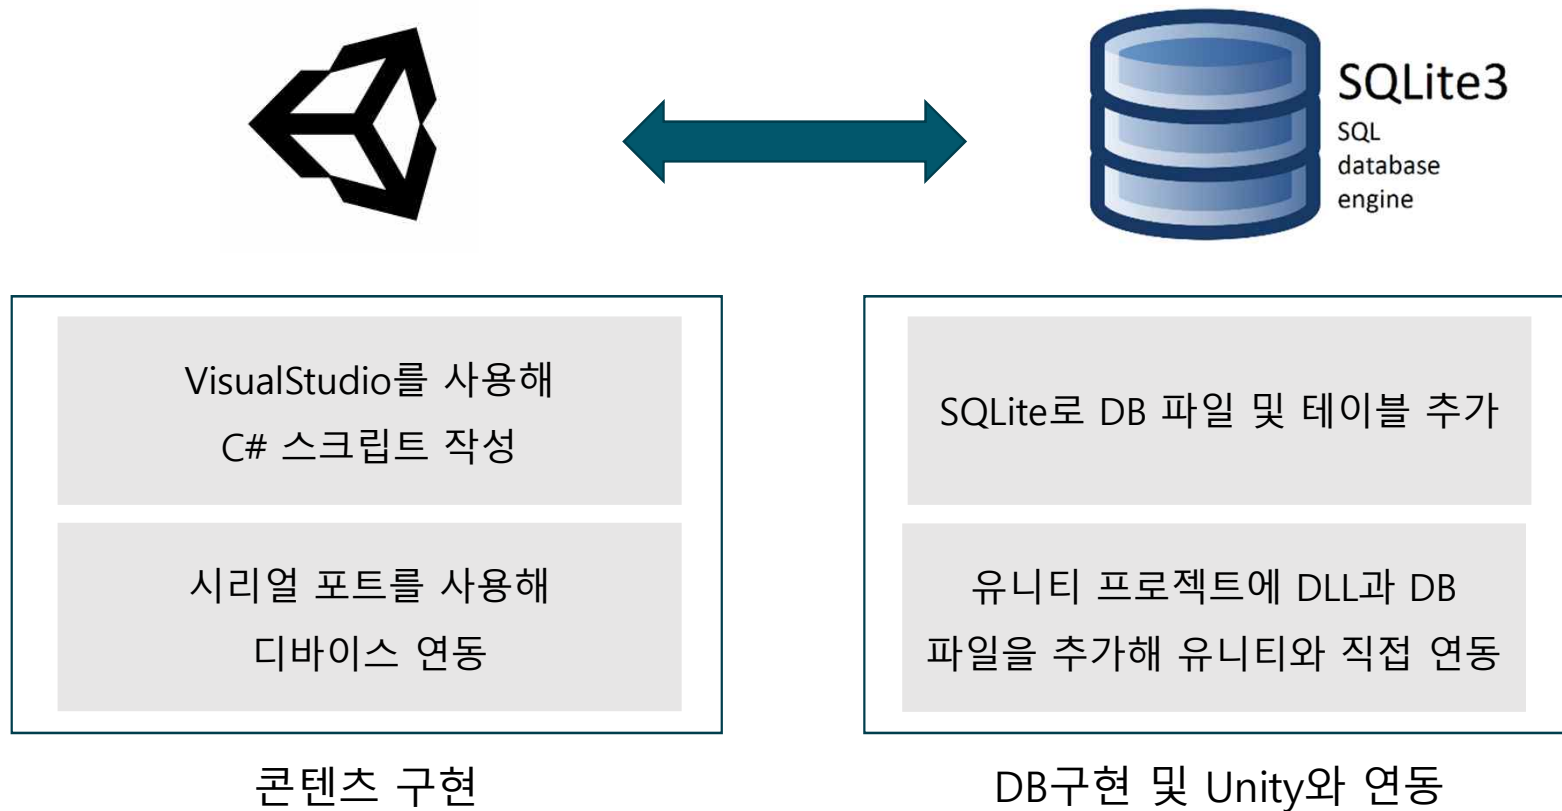 SQLite3
SQL
database
engine
VisualStudio를 사용해
C# 스크립트 작성
시리얼 포트를 사용해
디바이스 연동
콘텐츠 구현
SQLite로 DB 파일 및 테이블 추가
유니티 프로젝트에 DLL과 DB
파일을 추가해 유니티와 직접 연동
DB구현 및 Unity와 연동